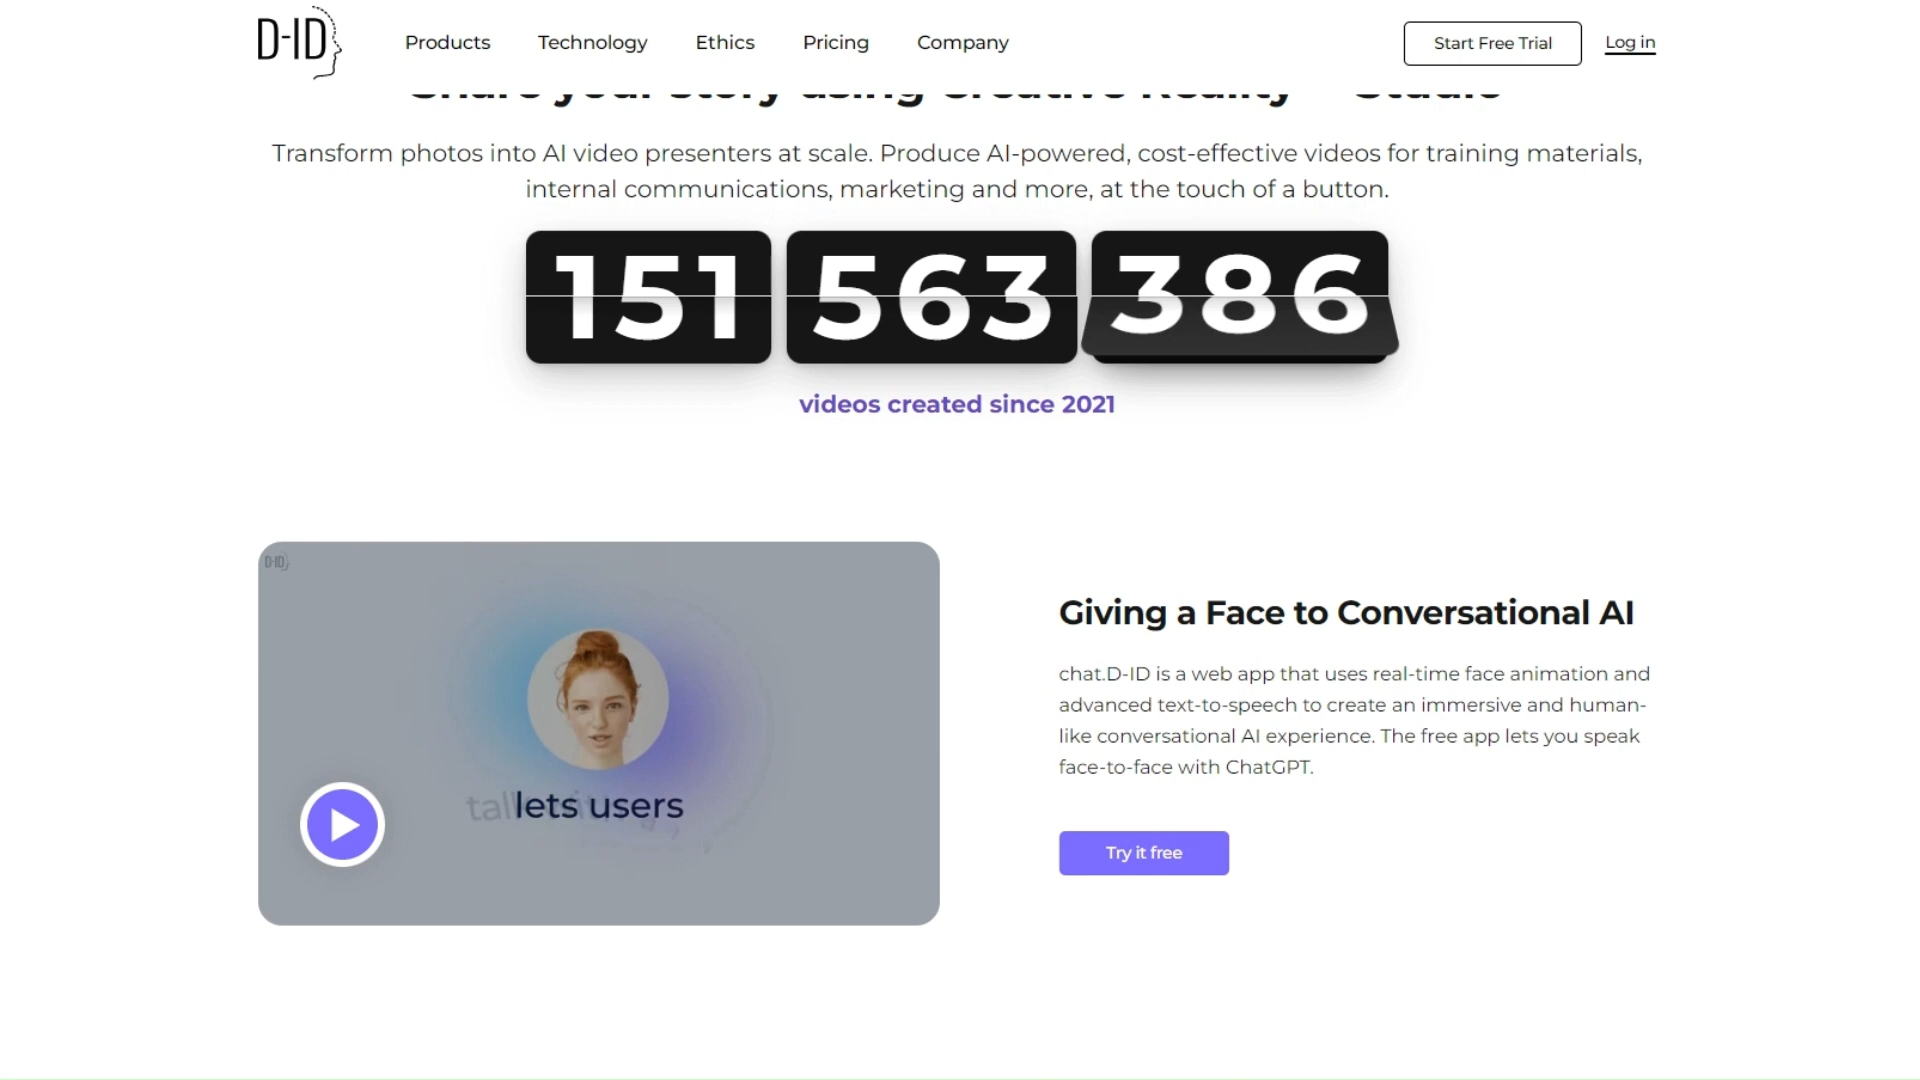 D-ID
Products
Technology
Ethics
Pricing
Company
Start Free Trial
Log in
Share your story using Creative Reality™ Studio
Transform photos into AI video presenters at scale. Produce AI-powered, cost-effective videos for training materials,
internal communications, marketing and more, at the touch of a button.
151 563 386
videos created since 2021
D-ID
lets users
Giving a Face to Conversational AI
chat.D-ID is a web app that uses real-time face animation and
advanced text-to-speech to create an immersive and human-
like conversational AI experience. The free app lets you speak
face-to-face with ChatGPT.
Try it free